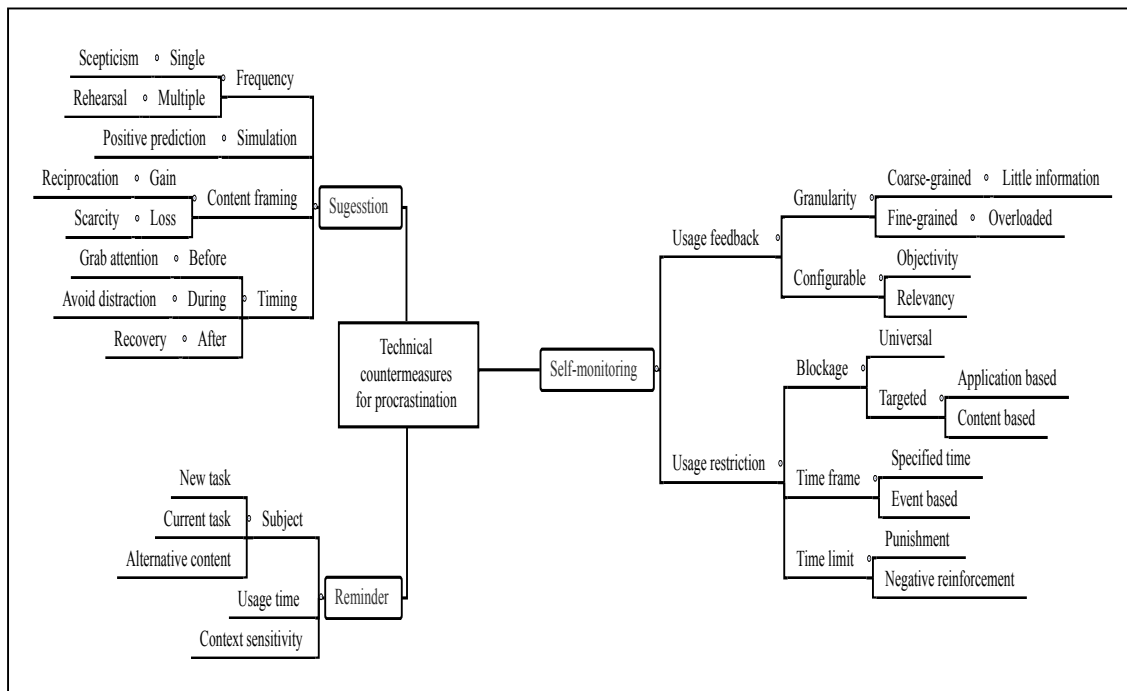 Scepticism
Single
Rehearsal
Multiple
Frequency
Positive prediction
Simulation
Reciprocation
Gain
Scarcity
Loss
Content framing
Grab attention
Before
Avoid distraction
During
Recovery
After
Timing
Sugesstion
Technical
countermeasures
for procrastination
New task
Current task
Alternative content
Subject
Usage time
Context sensitivity
Reminder
Self-monitoring
Usage feedback
Granularity
Coarse-grained
Little information
Fine-grained
Overloaded
Configurable
Objectivity
Relevancy
Usage restriction
Blockage
Universal
Targeted
Application based
Content based
Time frame
Specified time
Event based
Time limit
Punishment
Negative reinforcement